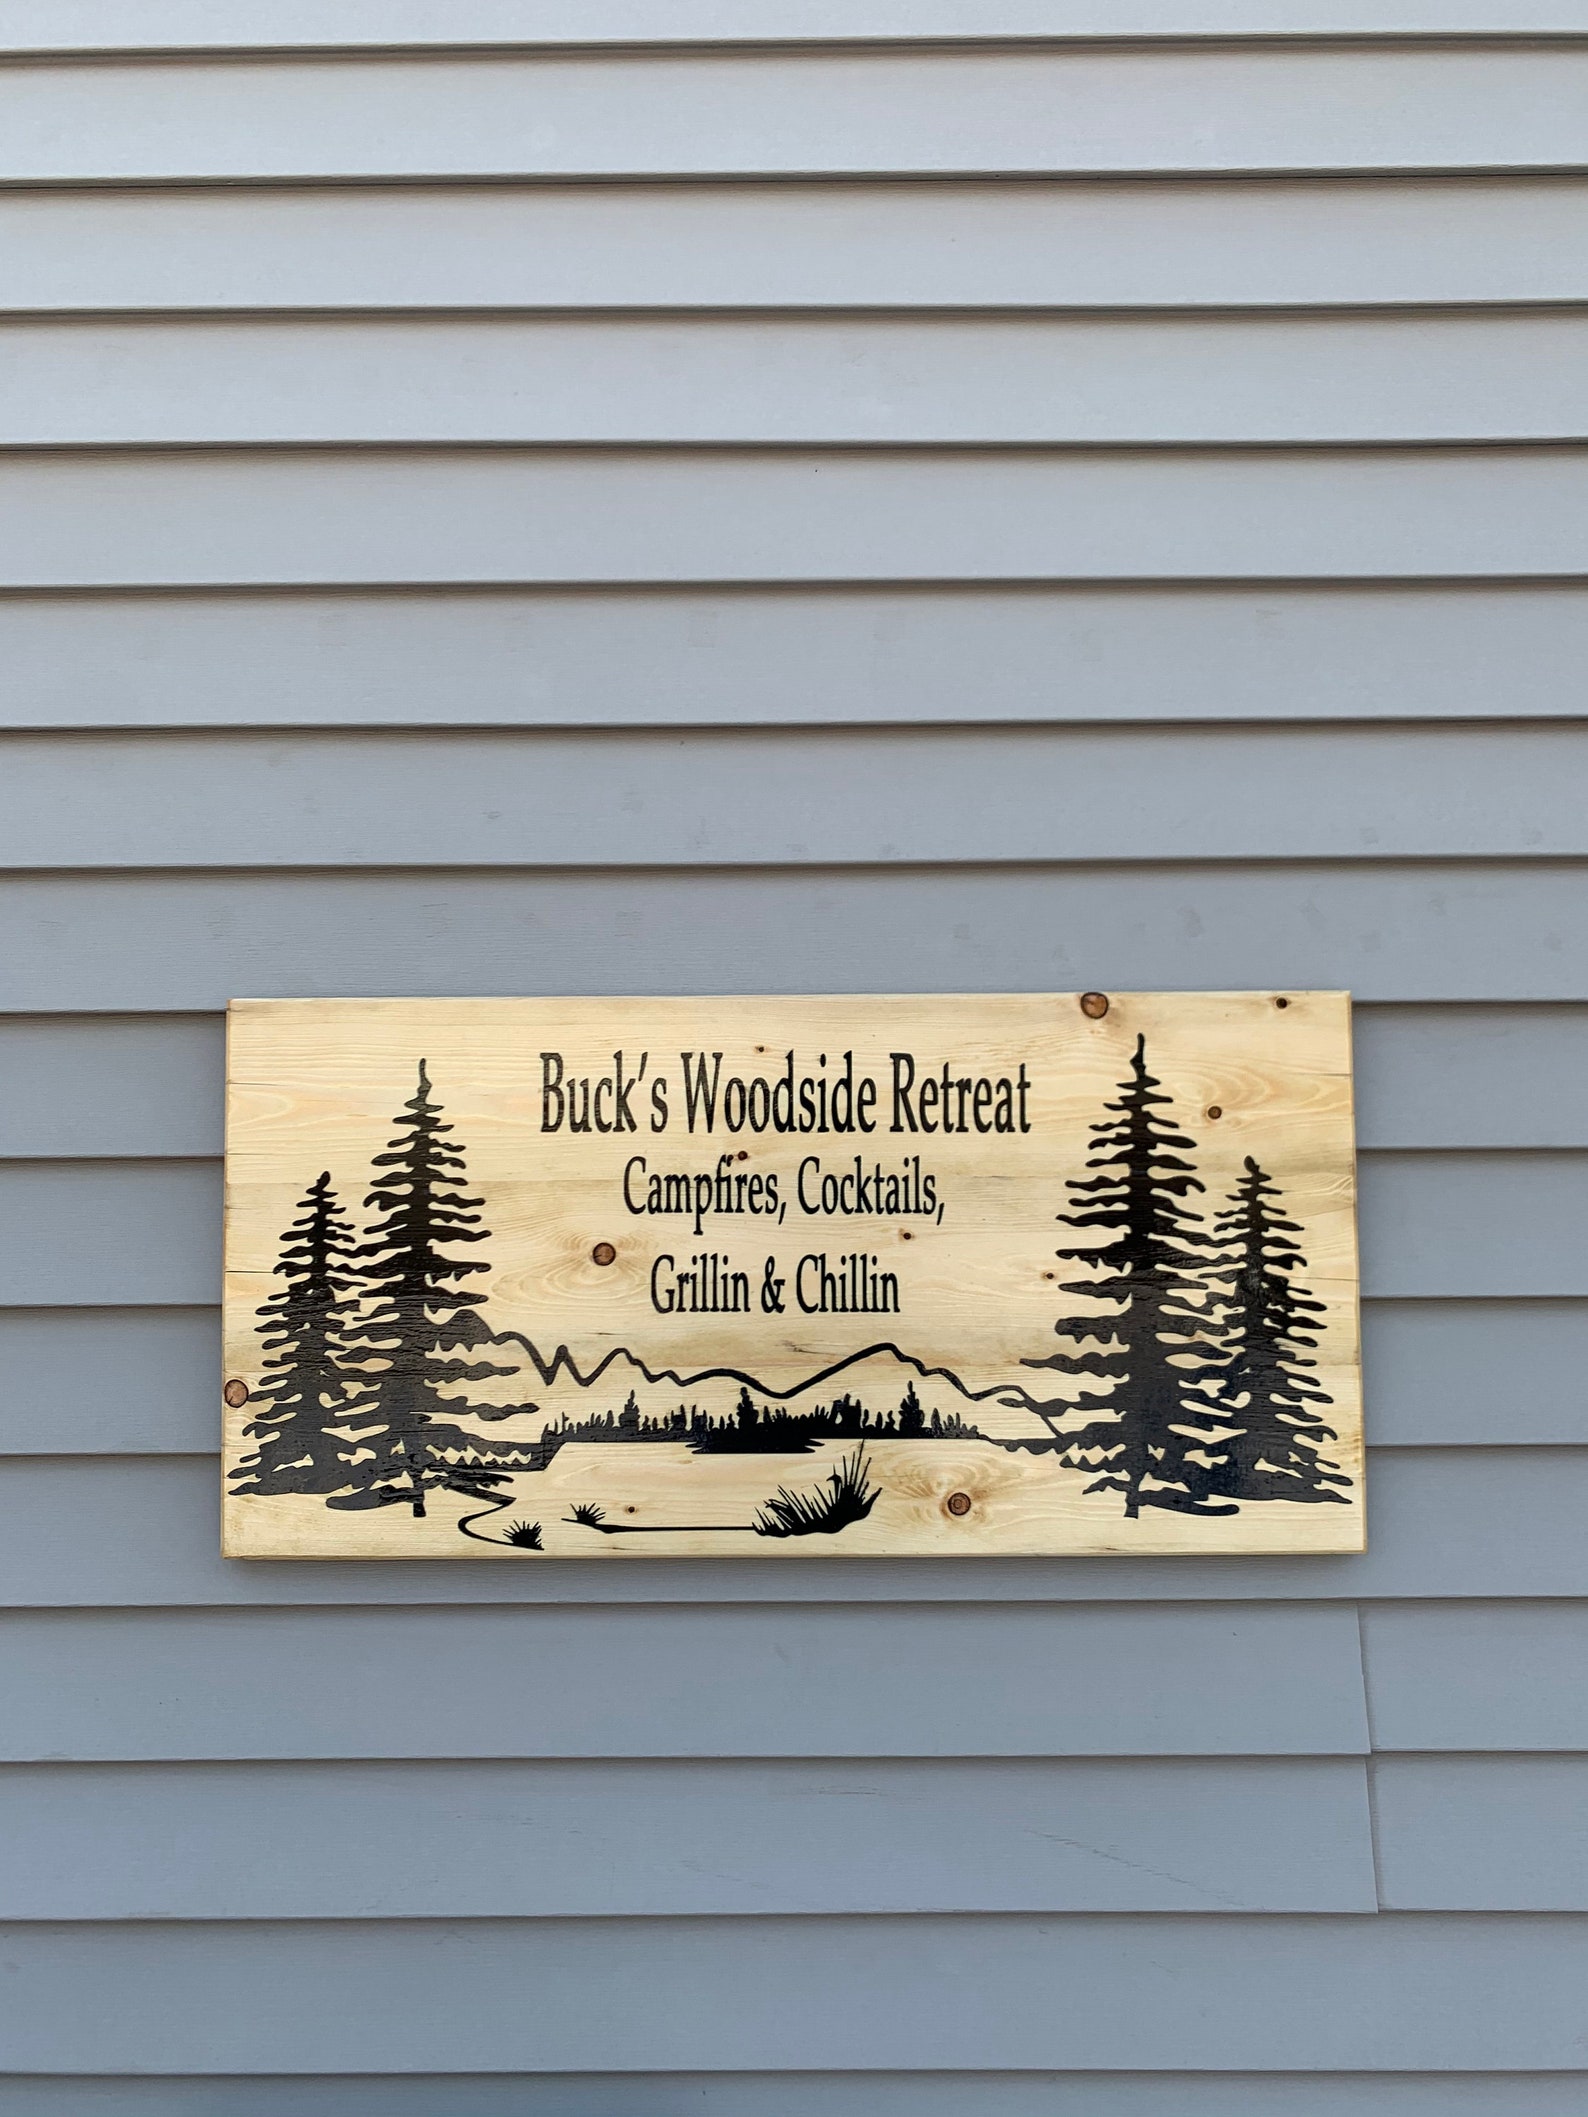 Buck's Woodside Retreat
Campfires, Cocktails,
Grillin & Chillin